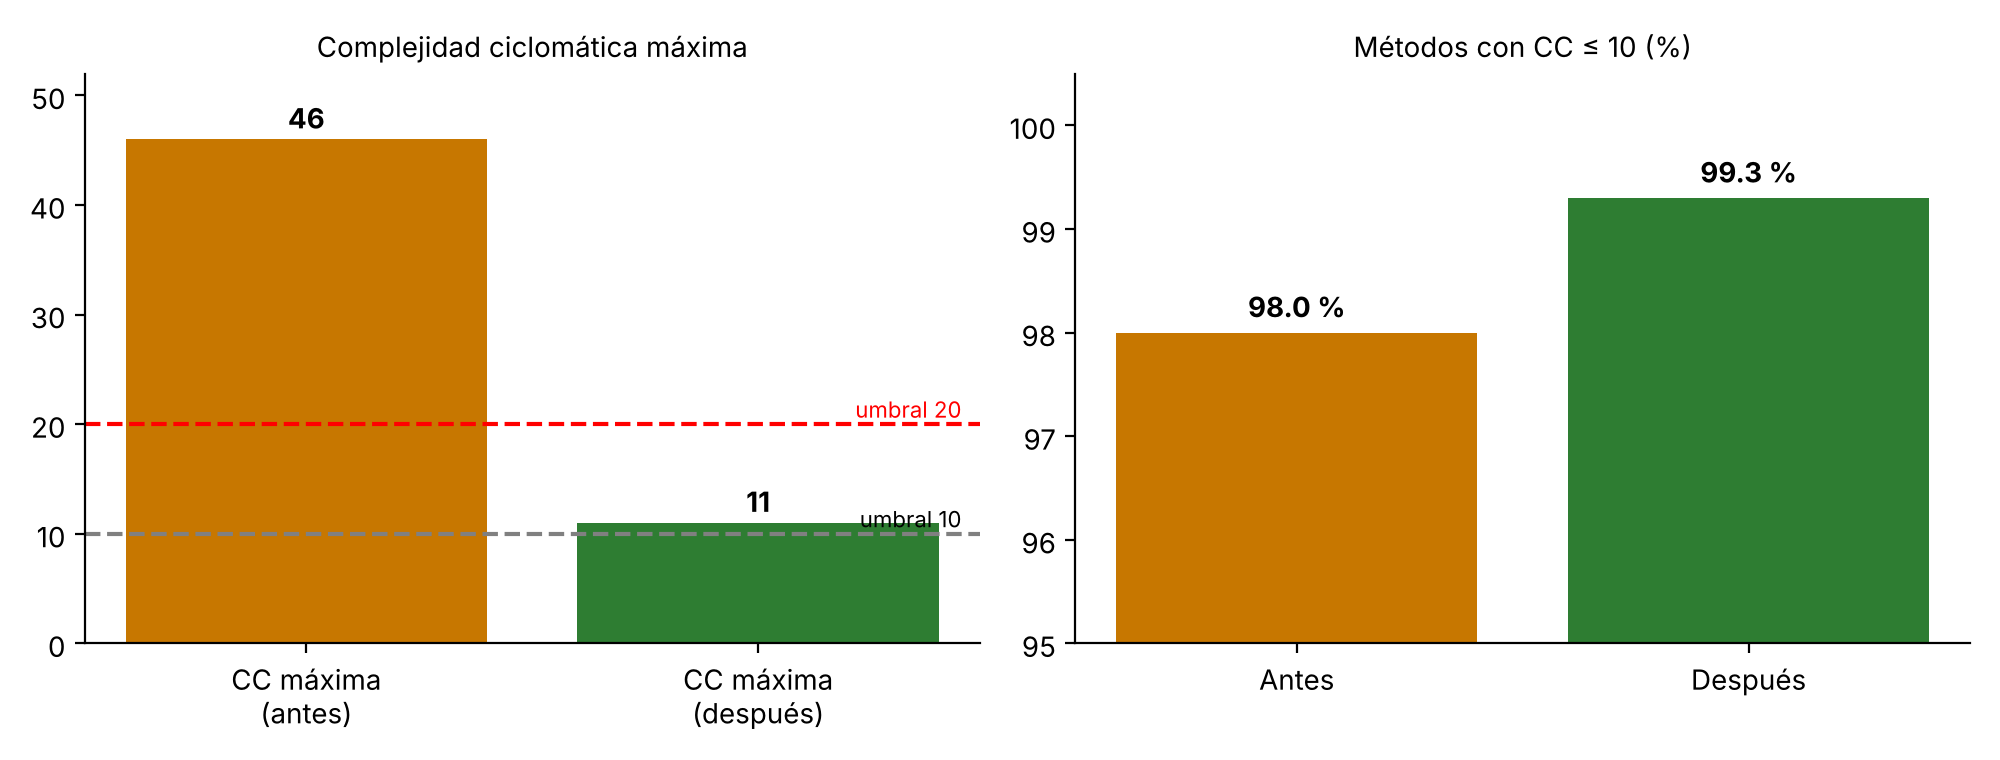 Complejidad ciclomática máxima
50
40
30
20
10
0
46
umbral 20
11
umbral 10
CC máxima
(antes)
CC máxima
(después)
Métodos con CC ≤ 10 (%)
100
99
98
97
96
95
98.0 %
99.3 %
Antes
Después